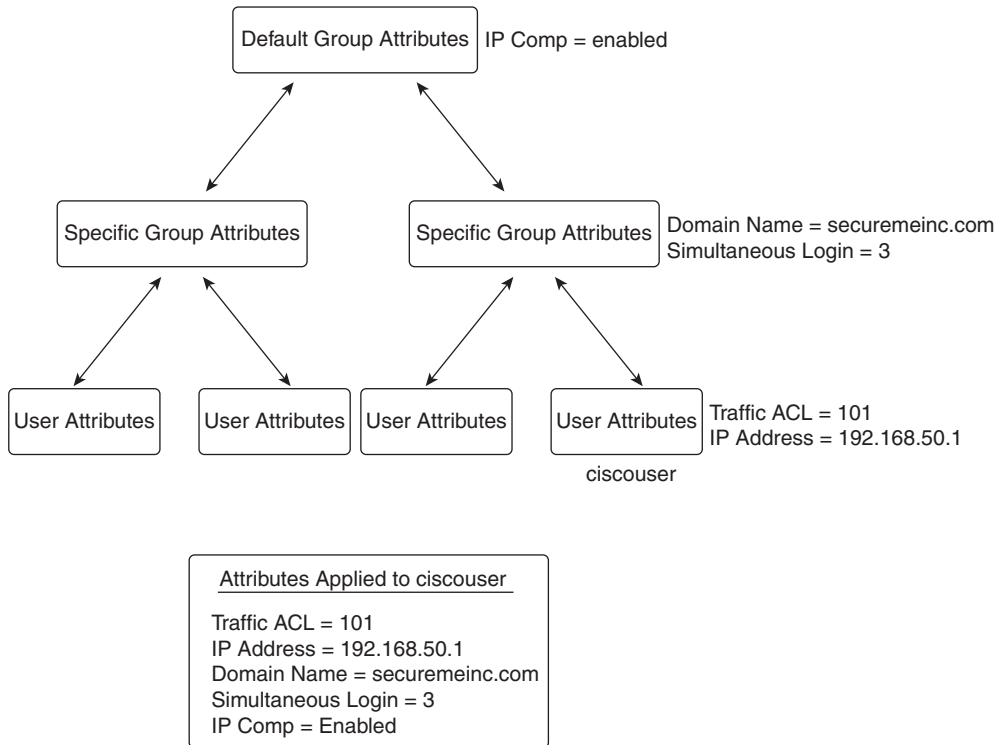 Default Group Attributes
IP Comp = enabled
Specific Group Attributes
Specific Group Attributes
Domain Name = securemeinc.com
Simultaneous Login = 3
User Attributes
User Attributes
User Attributes
User Attributes
Traffic ACL = 101
IP Address = 192.168.50.1
ciscouser
Attributes Applied to ciscouser
Traffic ACL = 101
IP Address = 192.168.50.1
Domain Name = securemeinc.com
Simultaneous Login = 3
IP Comp = Enabled